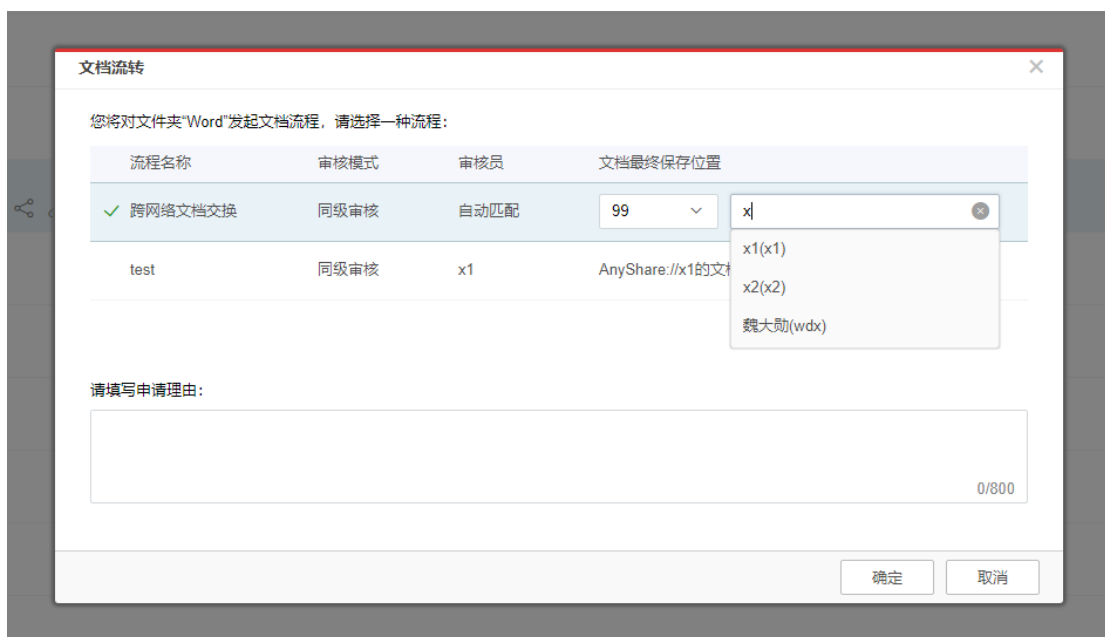 文档流转
您将对文件夹“Word”发起文档流程，请选择一种流程：
流程名称 审核模式 审核员 文档最终保存位置
跨网络文档交换 同级审核 自动匹配 99 x
x1(x1)
test 同级审核 x1 AnyShare://x1的文
x2(x2)
魏大勋(wdx)
请填写申请理由：
0/800
确定 取消